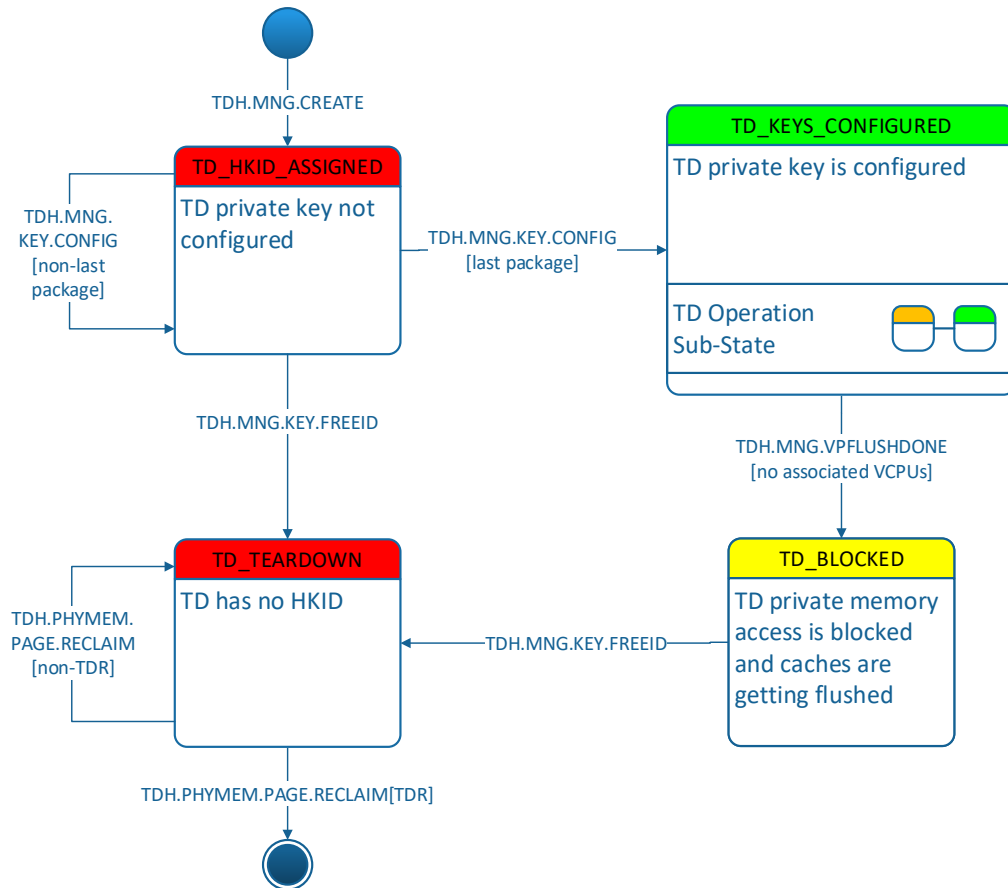 TDH.MNG.CREATE
TD_HKID_ASSIGNED
TD private key not
configured
TDH.MNG.
KEY.CONFIG
[non-last
package]
TDH.MNG.KEY.CONFIG
[last package]
TD_KEYS_CONFIGURED
TD private key is configured
TD Operation
Sub-State
TDH.MNG.KEY.FREEID
TDH.MNG.VPFLUSHDONE
[no associated VCPUs]
TD_TEARDOWN
TD has no HKID
TDH.PHYMEM.
PAGE.RECLAIM
[non-TDR]
TDH.MNG.KEY.FREEID
TD_BLOCKED
TD private memory
access is blocked
and caches are
getting flushed
TDH.PHYMEM.PAGE.RECLAIM[TDR]